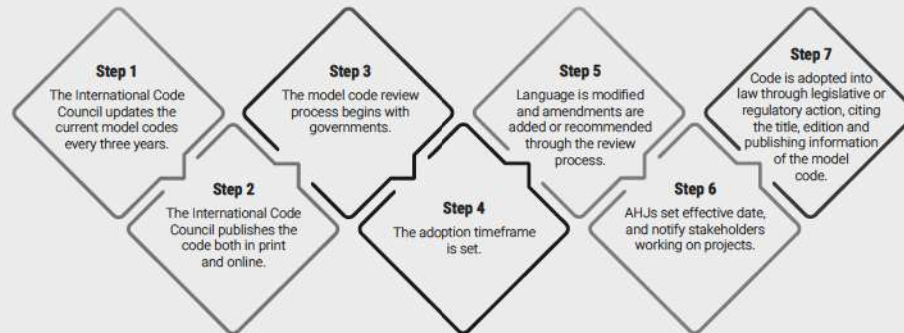 Step 1
The International Code
Council updates the
current model codes
every three years.
Step 2
The International Code
Council publishes the
code both in print
and online.
Step 3
The model code review
process begins with
governments.
Step 4
The adoption timeframe
is set.
Step 5
Language is modified
and amendments are
added or recommended
through the review
process.
Step 6
AHJs set effective date,
and notify stakeholders
working on projects.
Step 7
Code is adopted into
law through legislative or
regulatory action, citing
the title, edition and
publishing information
of the model
code.